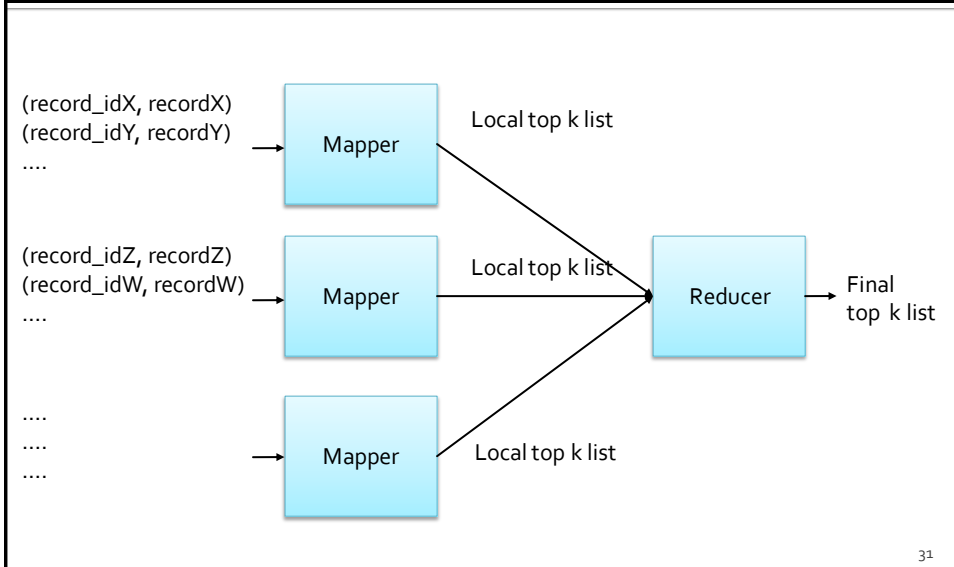 (record_idX, recordX)
(record_idY, recordY)
....
Mapper
Local top k list
(record_idZ, recordZ)
(record_idW, recordW)
....
Mapper
Local top k list
Reducer
Final
top k list
....
....
....
Mapper
Local top k list
31